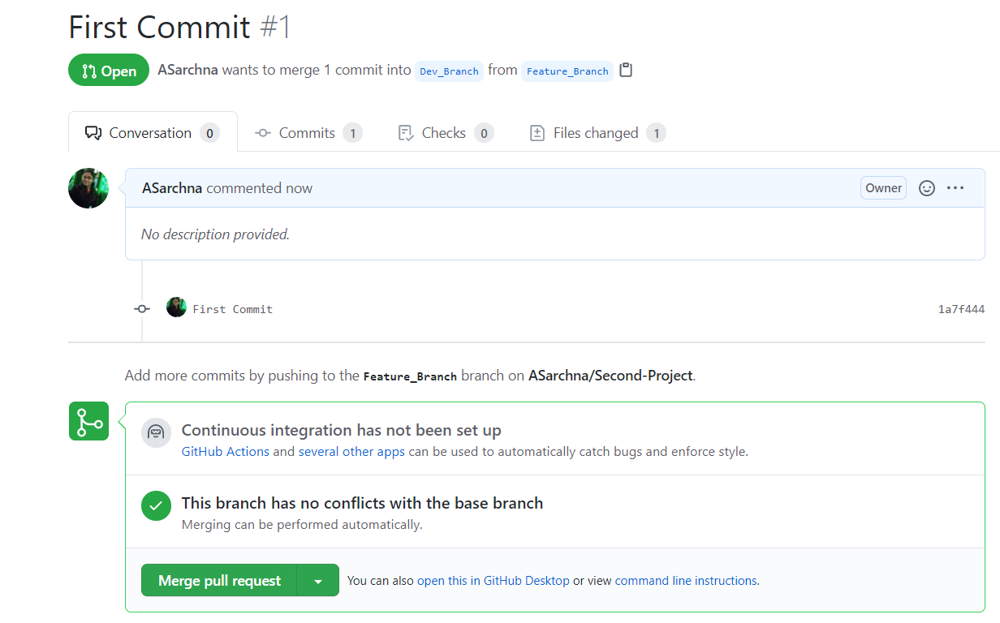 First Commit #1
Open ASarchna wants to merge 1 commit into Dev_Branch from Feature_Branch
Conversation 0 Commits 1 Checks 0 Files changed 1
ASarchna commented now Owner
No description provided.
First Commit 1a7f444
Add more commits by pushing to the Feature_Branch branch on ASarchna/Second-Project.
Continuous integration has not been set up
GitHub Actions and several other apps can be used to automatically catch bugs and enforce style.
This branch has no conflicts with the base branch
Merging can be performed automatically.
Merge pull request You can also open this in GitHub Desktop or view command line instructions.